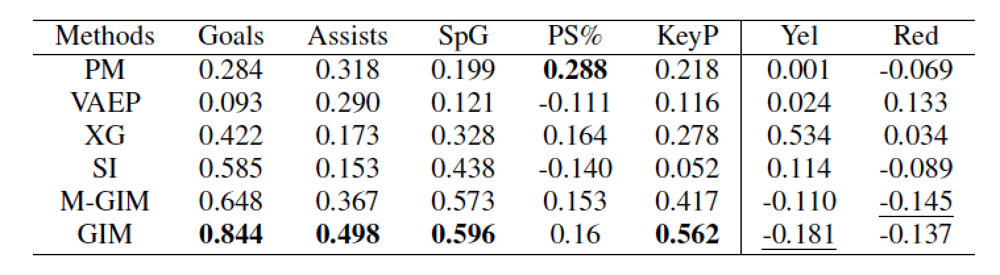 Methods Goals Assists SpG PS% KeyP Yel Red
PM 0.284 0.318 0.199 0.288 0.218 0.001 -0.069
VAEP 0.093 0.290 0.121 -0.111 0.116 0.024 0.133
XG 0.422 0.173 0.328 0.164 0.278 0.534 0.034
SI 0.585 0.153 0.438 -0.140 0.052 0.114 -0.089
M-GIM 0.648 0.367 0.573 0.153 0.417 -0.110 -0.145
GIM 0.844 0.498 0.596 0.16 0.562 -0.181 -0.137